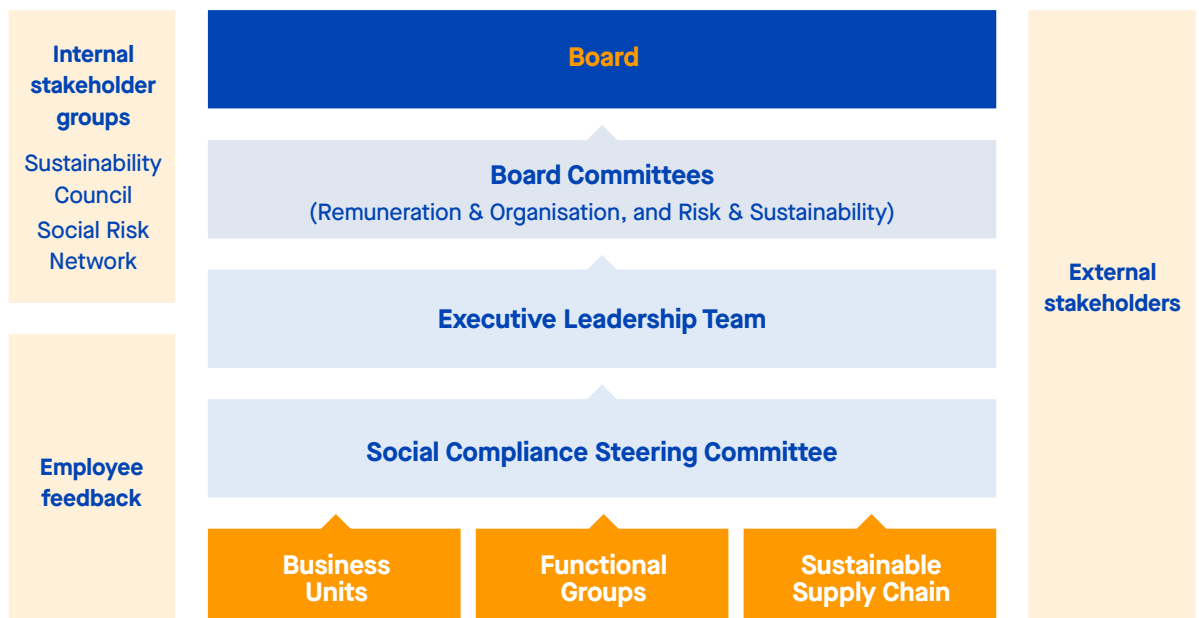 Internal
stakeholder
groups
Sustainability
Council
Social Risk
Network
Employee
feedback
Board
Board Committees
(Remuneration & Organisation, and Risk & Sustainability)
Executive Leadership Team
Social Compliance Steering Committee
Business
Units
Functional
Groups
Sustainable
Supply Chain
External
stakeholders